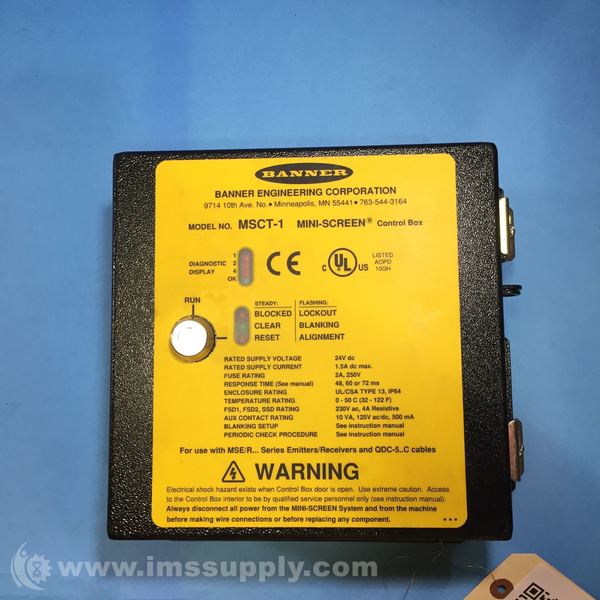 BANNER
BANNER ENGINEERING CORPORATION
9714 10th Ave. No. • Minneapolis, MN 55441 • 763-544-3164
MODEL NO. MSCT-1 MINI-SCREEN® Control Box
DIAGNOSTIC DISPLAY
1
2
4
OK
CE
C UL US
LISTED
AOPD
10GH
RUN
STEADY: FLASHING:
BLOCKED LOCKOUT
CLEAR BLANKING
RESET ALIGNMENT
RATED SUPPLY VOLTAGE 24V dc
RATED SUPPLY CURRENT 1.5A dc max.
FUSE RATING 2A, 250V
RESPONSE TIME (See manual) 48, 60 or 72 ms
ENCLOSURE RATING UL/CSA TYPE 13, IP64
TEMPERATURE RATING 0 - 50 C (32 - 122 F)
FSD1, FSD2, SSD RATING 230V ac, 4A Resistive
AUX CONTACT RATING 10 VA, 125V ac/dc, 500 mA
BLANKING SETUP See instruction manual
PERIODIC CHECK PROCEDURE See instruction manual
For use with MSE/R... Series Emitters/Receivers and QDC-5..C cables
WARNING
Electrical shock hazard exists when Control Box door is open. Use extreme caution. Access
to the Control Box interior to be by qualified service personnel only (see instruction manual).
Always disconnect all power from the MINI-SCREEN System and from the machine
before making wire connections or before replacing any component. • • •
www.imssupply.com